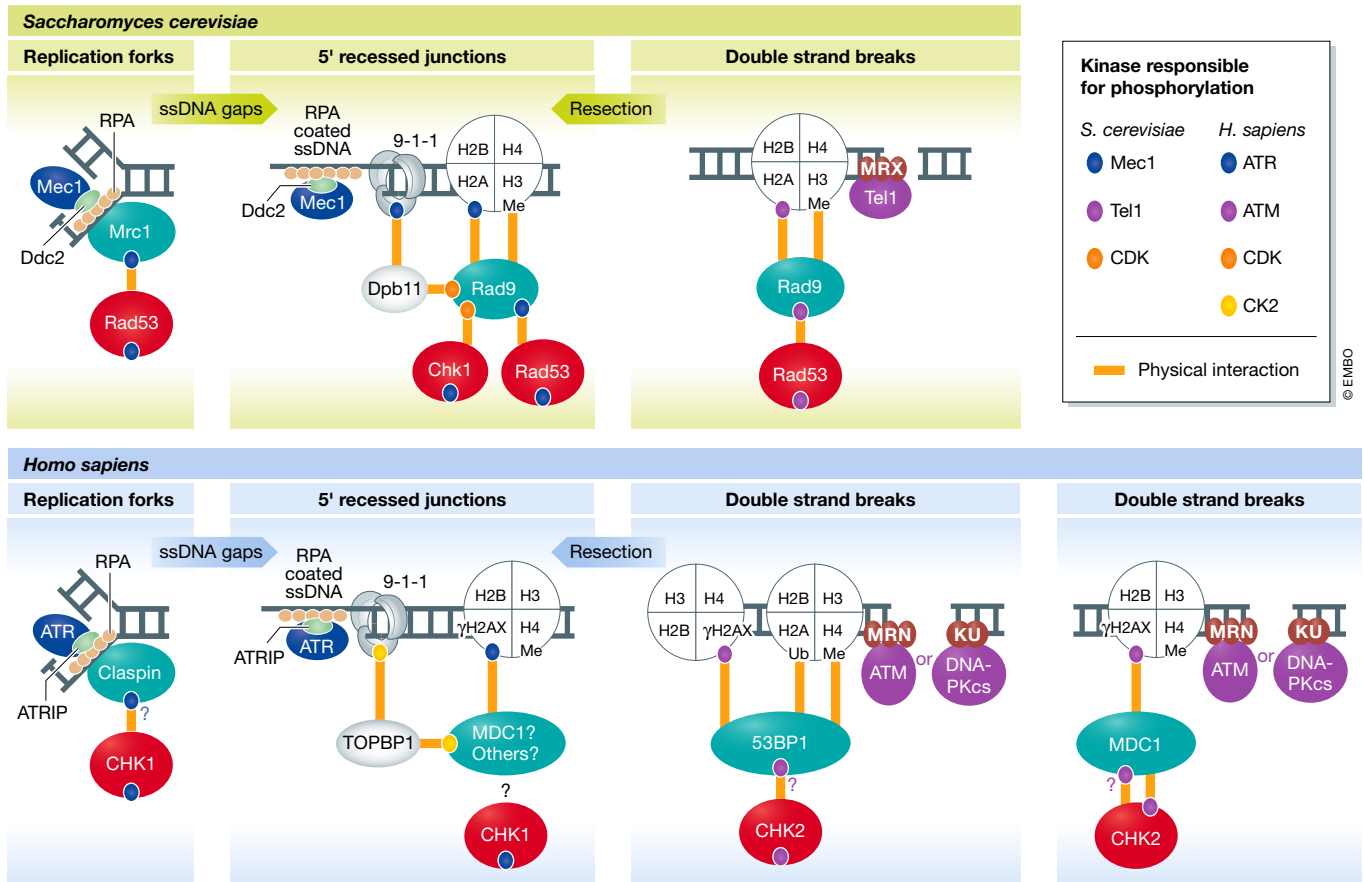 Saccharomyces cerevisiae
Replication forks
5' recessed junctions
Double strand breaks
ssDNA gaps
Resection
RPA
Mec1
Ddc2
Mrc1
Rad53
RPA
coated
ssDNA
9-1-1
H2B
H4
H2A
H3
Me
Ddc2
Mec1
Dpb11
Rad9
Chk1
Rad53
H2B
H4
H2A
H3
Me
MRX
Tel1
Rad9
Rad53
Kinase responsible
for phosphorylation
S. cerevisiae
H. sapiens
Mec1
ATR
Tel1
ATM
CDK
CDK
CK2
Physical interaction
© EMBO
Homo sapiens
Replication forks
5' recessed junctions
Double strand breaks
Double strand breaks
ssDNA gaps
Resection
RPA
ATR
ATRIP
Claspin
?
CHK1
RPA
coated
ssDNA
9-1-1
H2B
H3
γH2AX
H4
Me
ATRIP
ATR
TOPBP1
MDC1?
Others?
?
CHK1
H3
H4
H2B
γH2AX
H2B
H3
H2A
H4
Ub
Me
MRN
ATM
or
KU
DNA-
PKcs
53BP1
?
CHK2
H2B
H3
γH2AX
H4
Me
MRN
ATM
or
KU
DNA-
PKcs
MDC1
?
CHK2